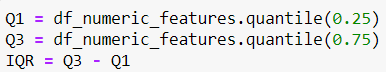 Q1 = df_numeric_features.quantile(0.25)
Q3 = df_numeric_features.quantile(0.75)
IQR = Q3 - Q1